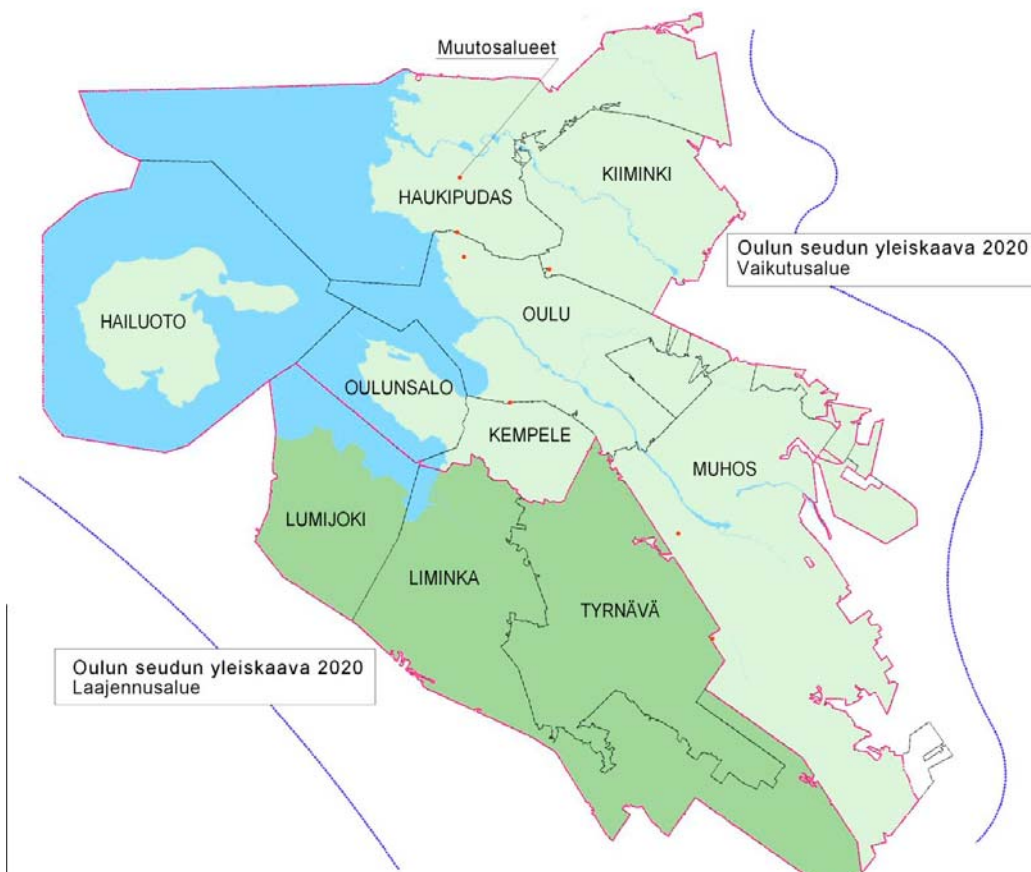 Muutosalueet
KIIMINKI
HAUKIPUDAS
Oulun seudun yleiskaava 2020
Vaikutusalue
HAILUOTO
OULU
OULUNSALO
KEMPELE
MUHOS
LUMIJOKI
LIMINKA
TYRNÄVÄ
Oulun seudun yleiskaava 2020
Laajennusalue